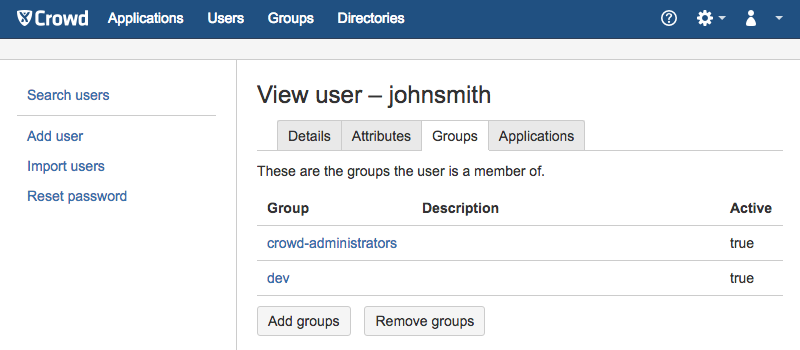 Crowd Applications Users Groups Directories
Search users
Add user
Import users
Reset password
View user – johnsmith
Details Attributes Groups Applications
These are the groups the user is a member of.
Group Description Active
crowd-administrators true
dev true
Add groups Remove groups